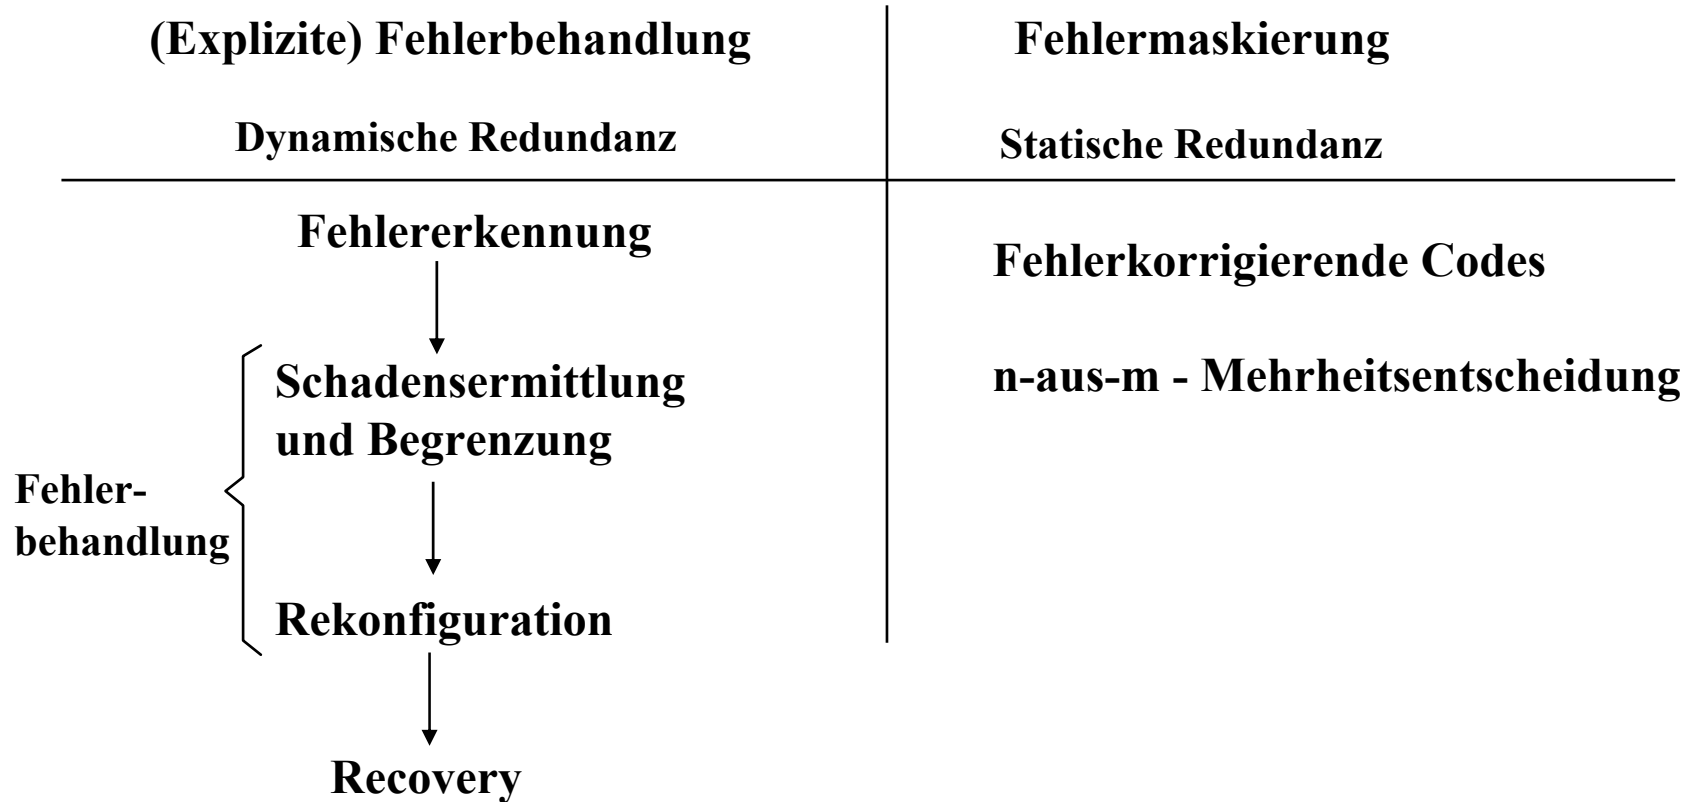 (Explizite) Fehlerbehandlung
Dynamische Redundanz
Fehlererkennung
Schadensermittlung
und Begrenzung
Fehler-
behandlung
Rekonfiguration
Recovery
Fehlermaskierung
Statische Redundanz
Fehlerkorrigierende Codes
n-aus-m - Mehrheitsentscheidung